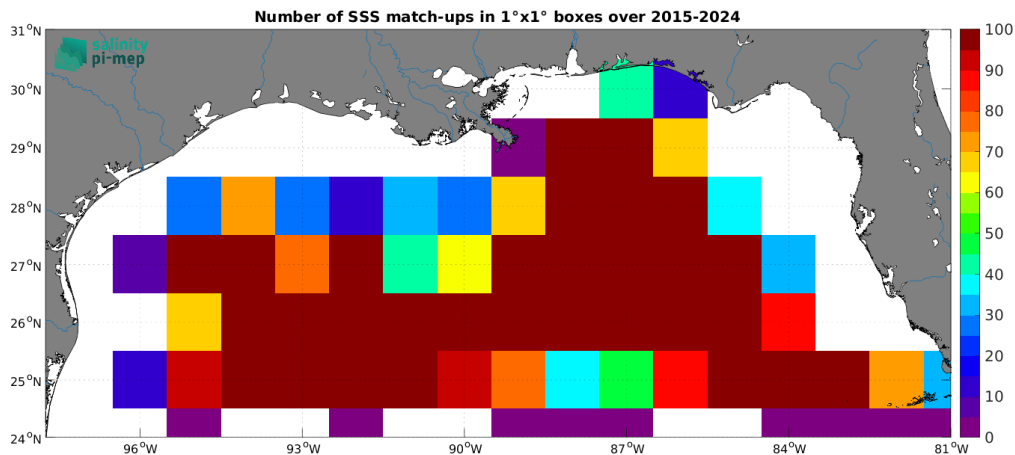 Number of SSS match-ups in 1°x1° boxes over 2015-2024
salinity
pi-mep
31°N
30°N
29°N
28°N
27°N
26°N
25°N
24°N
96°W
93°W
90°W
87°W
84°W
81°W
100
90
80
70
60
50
40
30
20
10
0